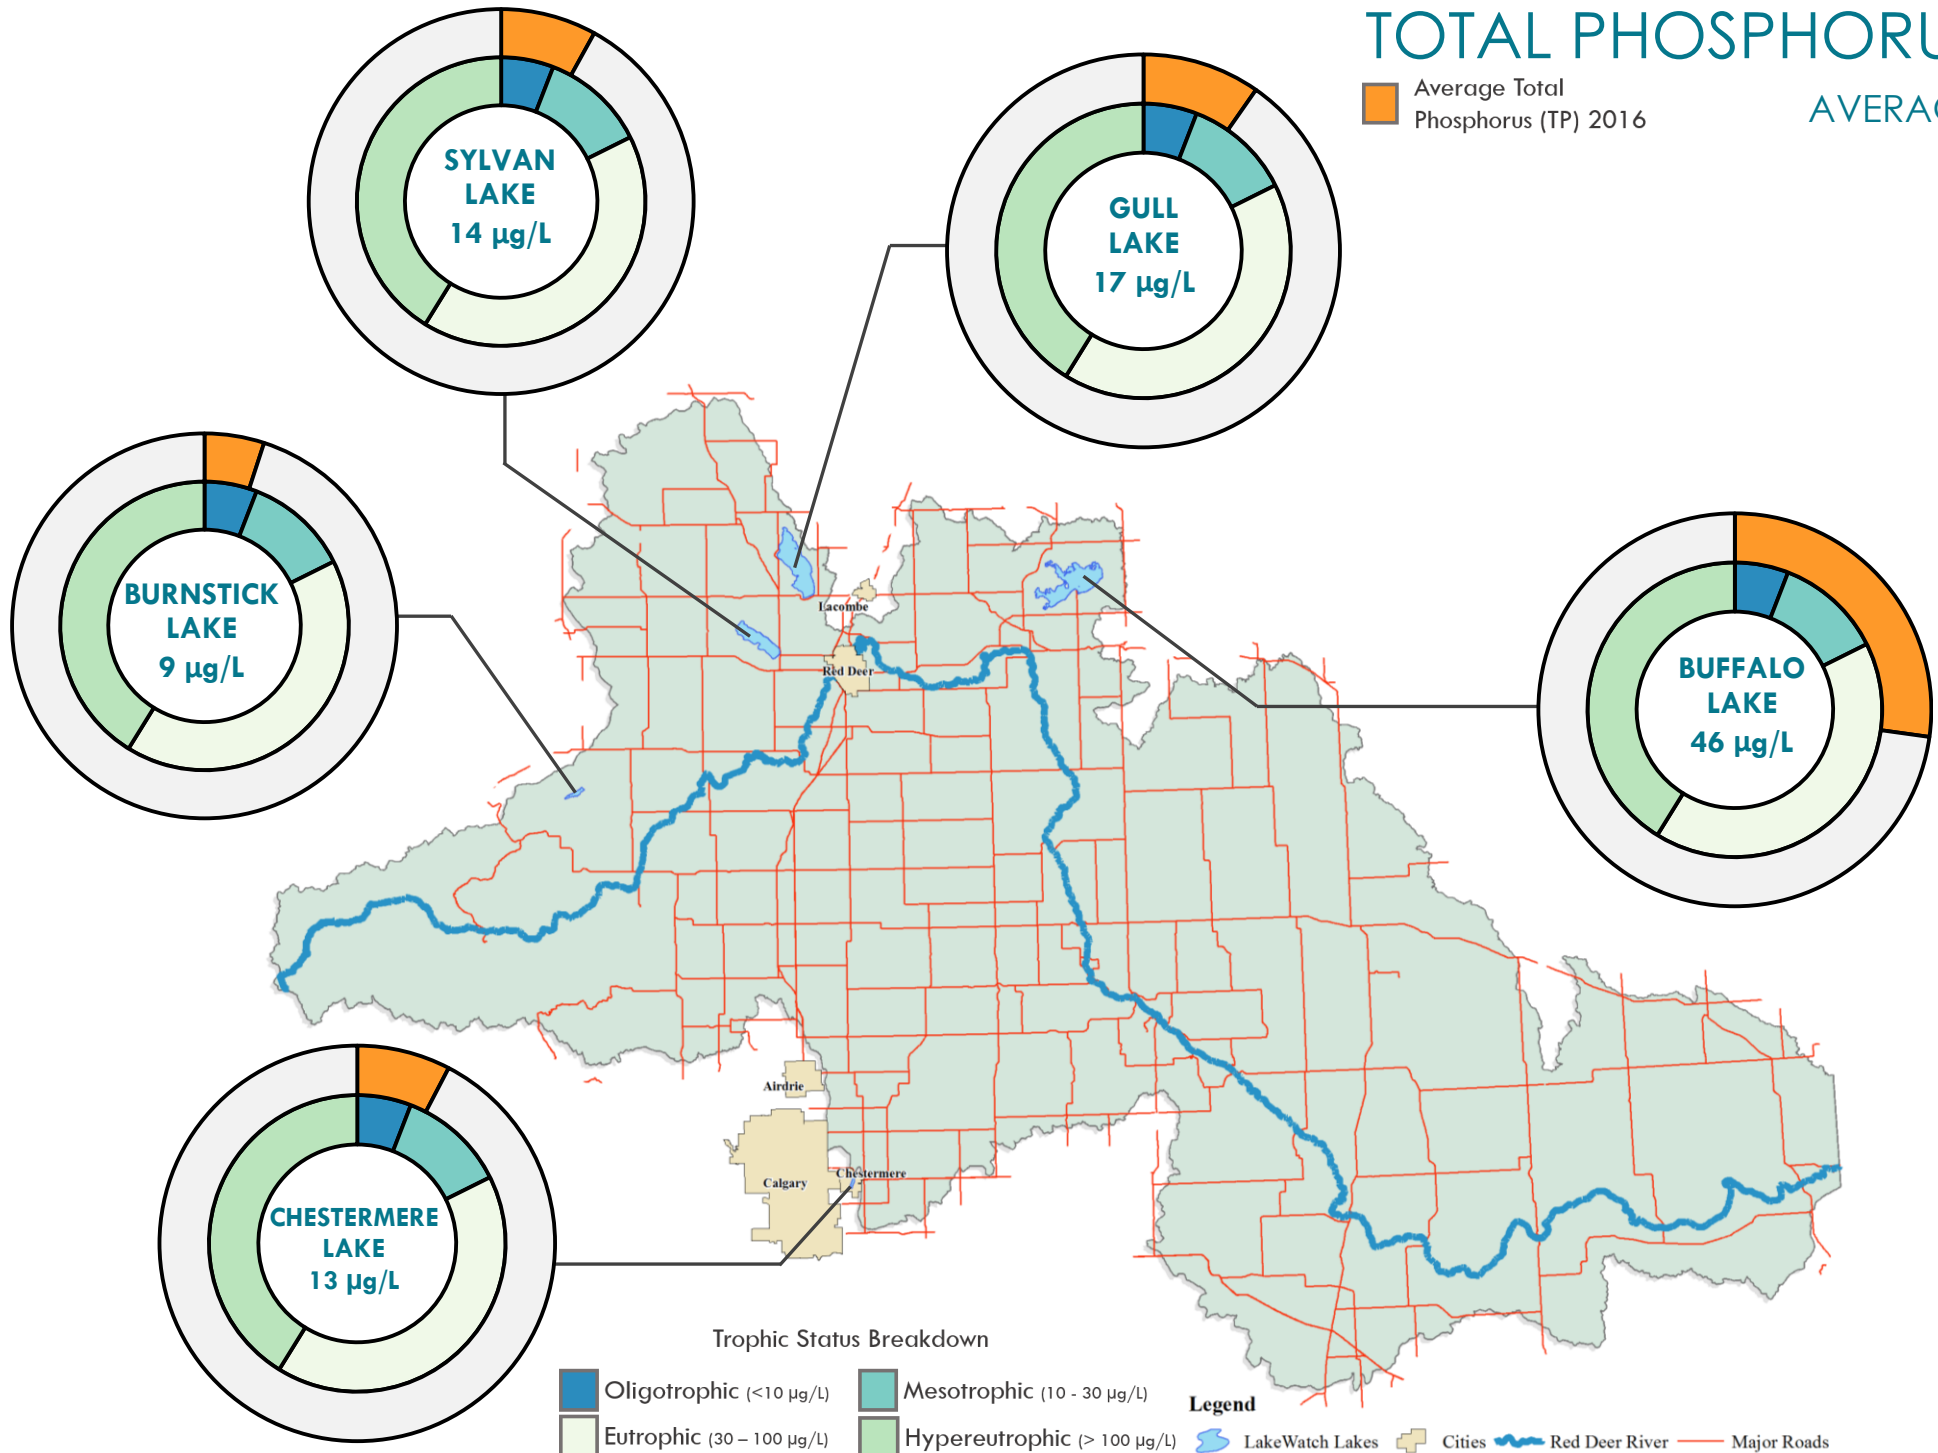 TOTAL PHOSPHORU
Average Total
Phosphorus (TP) 2016
AVERAG
SYLVAN
LAKE
14 µg/L
GULL
LAKE
17 µg/L
BURNSTICK
LAKE
9 µg/L
BUFFALO
LAKE
46 µg/L
CHESTERMERE
LAKE
13 µg/L
Lacombe
Red Deer
Airdrie
Calgary
Chestermere
Trophic Status Breakdown
Oligotrophic (<10 µg/L)
Mesotrophic (10 - 30 µg/L)
Eutrophic (30 – 100 µg/L)
Hypereutrophic (> 100 µg/L)
Legend
LakeWatch Lakes
Cities
Red Deer River
Major Roads